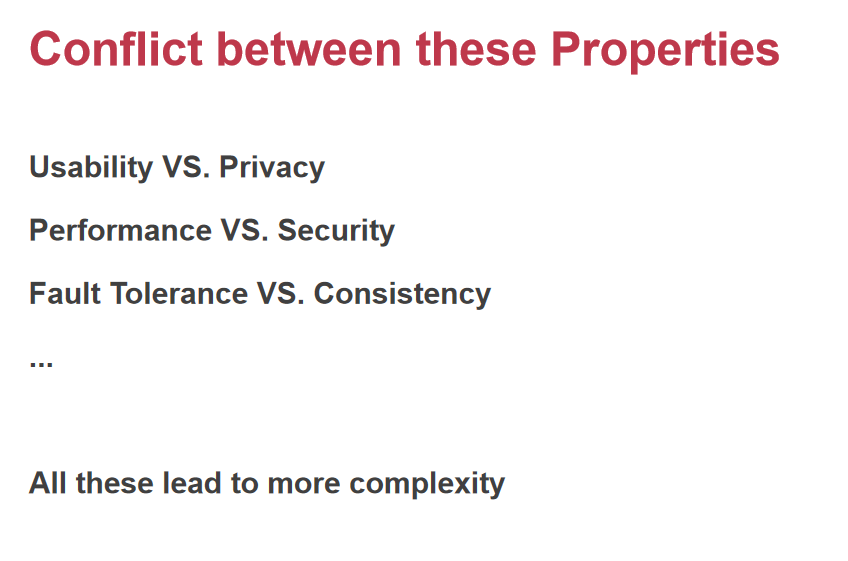 Conflict between these Properties
Usability VS. Privacy
Performance VS. Security
Fault Tolerance VS. Consistency
...
All these lead to more complexity